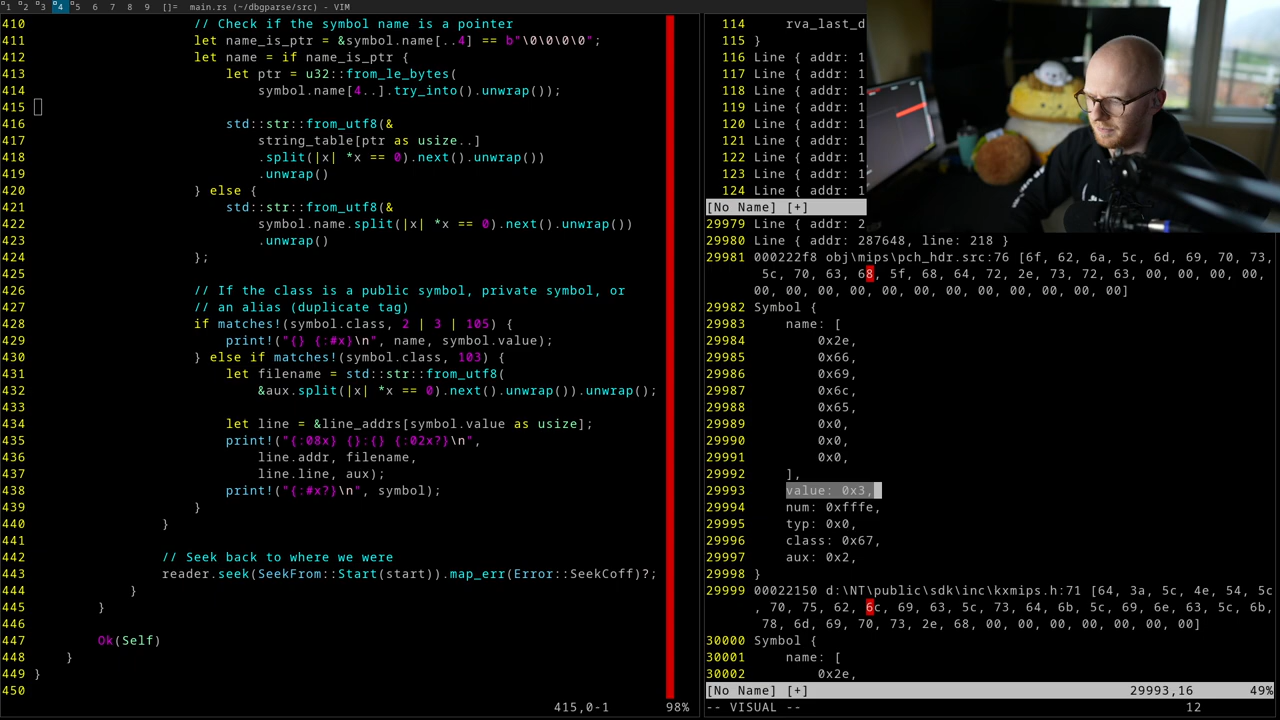 1 2 3 4 5 6 7 8 9 []= main.rs (~/dbgparse/src) - VIM
410 // Check if the symbol name is a pointer
411 let name_is_ptr = &symbol.name[..4] == b"\0\0\0\0";
412 let name = if name_is_ptr {
413 let ptr = u32::from_le_bytes(
414 symbol.name[4..].try_into().unwrap());
415
416 std::str::from_utf8(&
417 string_table[ptr as usize..]
418 .split(|x| *x == 0).next().unwrap())
419 .unwrap()
420 } else {
421 std::str::from_utf8(&
422 symbol.name.split(|x| *x == 0).next().unwrap())
423 .unwrap()
424 };
425
426 // If the class is a public symbol, private symbol, or
427 // an alias (duplicate tag)
428 if matches!(symbol.class, 2 | 3 | 105) {
429 print!("{} {:#x}\n", name, symbol.value);
430 } else if matches!(symbol.class, 103) {
431 let filename = std::str::from_utf8(
432 &aux.split(|x| *x == 0).next().unwrap()).unwrap();
433
434 let line = &line_addrs[symbol.value as usize];
435 print!("{:08x} {}:{} {:02x?}\n",
436 line.addr, filename,
437 line.line, aux);
438 print!("{:#x?}\n", symbol);
439 }
440 }
441
442 // Seek back to where we were
443 reader.seek(SeekFrom::Start(start)).map_err(Error::SeekCoff)?;
444 }
445 }
446
447 Ok(Self)
448 }
449 }
450
415,0-1 98%
114 rva_last_d
115 }
116 Line { addr: 1
117 Line { addr: 1
118 Line { addr: 1
119 Line { addr: 1
120 Line { addr: 1
121 Line { addr: 1
122 Line { addr: 1
123 Line { addr: 1
124 Line { addr: 1
[No Name] [+]
29979 Line { addr: 2
29980 Line { addr: 287648, line: 218 }
29981 000222f8 obj\mips\pch_hdr.src:76 [6f, 62, 6a, 5c, 6d, 69, 70, 73,
5c, 70, 63, 68, 5f, 68, 64, 72, 2e, 73, 72, 63, 00, 00, 00, 00,
00, 00, 00, 00, 00, 00, 00, 00, 00, 00, 00, 00]
29982 Symbol {
29983 name: [
29984 0x2e,
29985 0x66,
29986 0x69,
29987 0x6c,
29988 0x65,
29989 0x0,
29990 0x0,
29991 0x0,
29992 ],
29993 value: 0x3,
29994 num: 0xfffe,
29995 typ: 0x0,
29996 class: 0x67,
29997 aux: 0x2,
29998 }
29999 00022150 d:\NT\public\sdk\inc\kxmips.h:71 [64, 3a, 5c, 4e, 54, 5c
, 70, 75, 62, 6c, 69, 63, 5c, 73, 64, 6b, 5c, 69, 6e, 63, 5c, 6b,
78, 6d, 69, 70, 73, 2e, 68, 00, 00, 00, 00, 00, 00, 00]
30000 Symbol {
30001 name: [
30002 0x2e,
[No Name] [+] 29993,16 49%
-- VISUAL -- 12